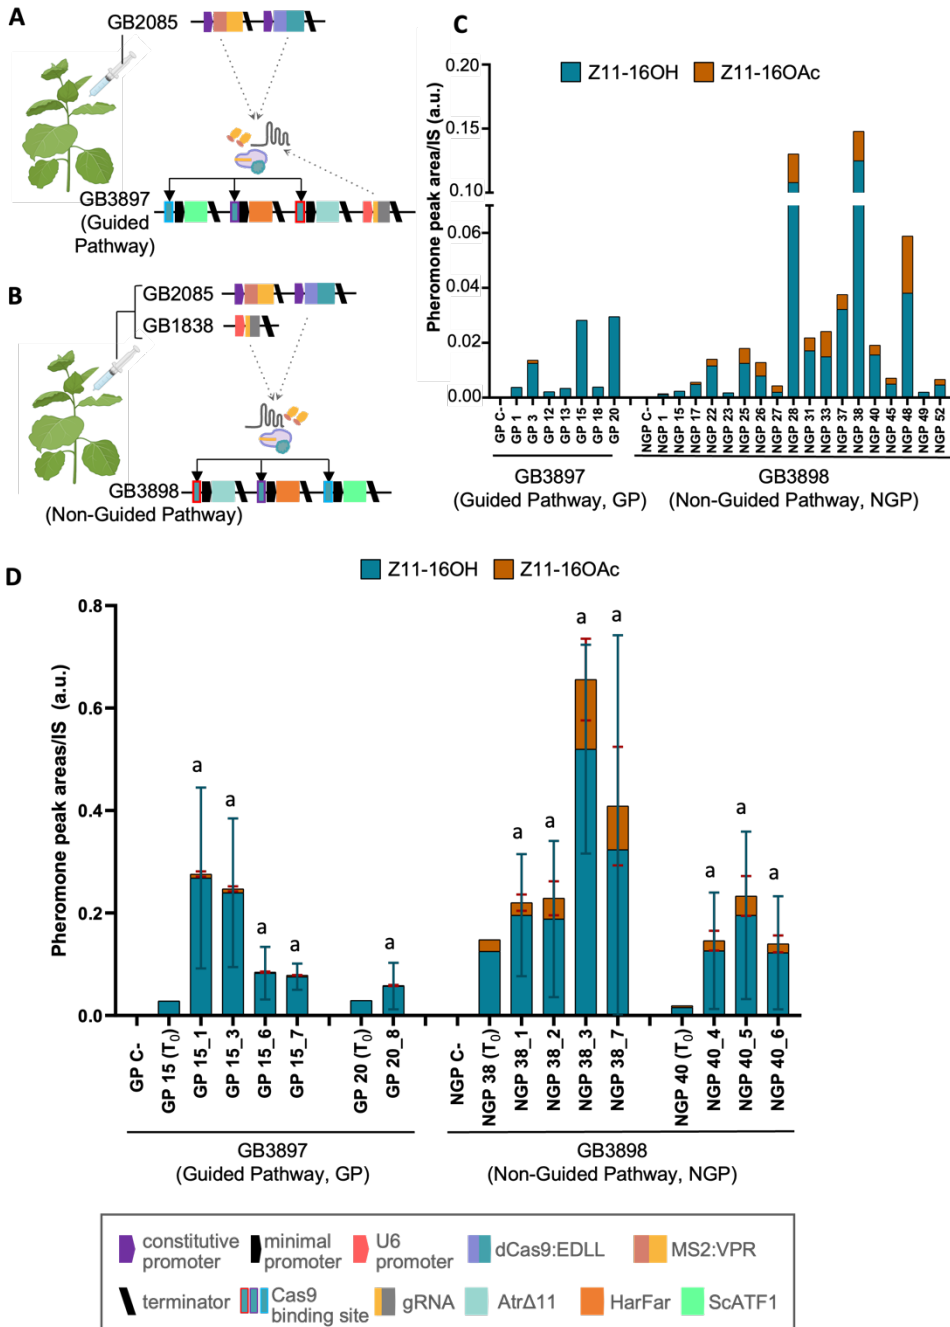 A
GB2085
GB3897
(Guided
Pathway)
B
GB2085
GB1838
GB3898
(Non-Guided Pathway)
C
Z11-16OH
Z11-16OAc
Pheromone peak area/IS (a.u.)
0.20
0.15
0.10
0.06
0.04
0.02
0.00
GP C-
GP 1
GP 3
GP 12
GP 13
GP 15
GP 18
GP 20
NGP C-
NGP 1
NGP 15
NGP 17
NGP 22
NGP 23
NGP 25
NGP 26
NGP 27
NGP 28
NGP 31
NGP 33
NGP 37
NGP 38
NGP 40
NGP 45
NGP 48
NGP 49
NGP 52
GB3897
(Guided Pathway, GP)
GB3898
(Non-Guided Pathway, NGP)
D
Z11-16OH
Z11-16OAc
Pheromone peak areas/IS (a.u.)
0.8
0.6
0.4
0.2
0.0
a
a
a
a
a
a
a
a
a
a
a
a
GP C-
GP 15 (T0)
GP 15_1
GP 15_3
GP 15_6
GP 15_7
GP 20 (T0)
GP 20_8
NGP C-
NGP 38 (T0)
NGP 38_1
NGP 38_2
NGP 38_3
NGP 38_7
NGP 40 (T0)
NGP 40_4
NGP 40_5
NGP 40_6
GB3897
(Guided Pathway, GP)
GB3898
(Non-Guided Pathway, NGP)
constitutive promoter
minimal promoter
U6 promoter
dCas9:EDLL
MS2:VPR
terminator
Cas9 binding site
gRNA
AtrΔ11
HarFar
ScATF1